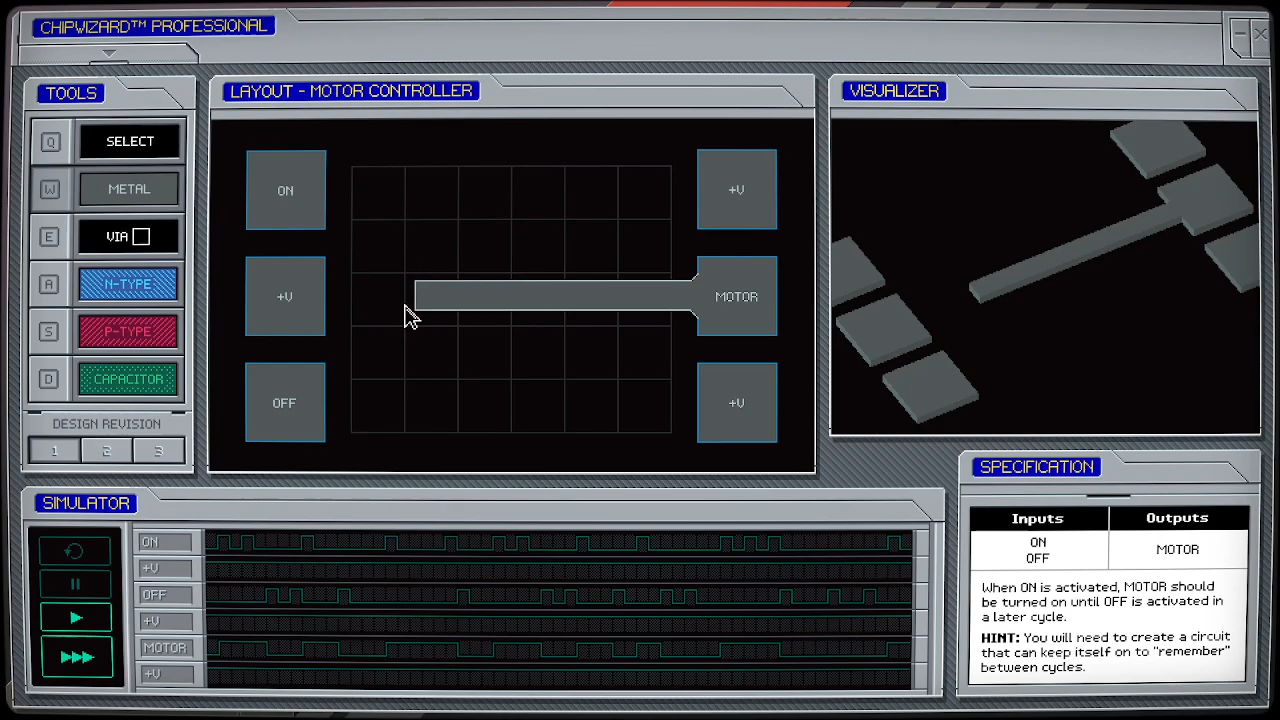 CHIPWIZARD™ PROFESSIONAL
TOOLS
Q SELECT
W METAL
E VIA
A N-TYPE
S P-TYPE
D CAPACITOR
DESIGN REVISION
1 2 3
LAYOUT - MOTOR CONTROLLER
ON
+V
+V
MOTOR
OFF
+V
VISUALIZER
SIMULATOR
ON
+V
OFF
+V
MOTOR
+V
SPECIFICATION
Inputs Outputs
ON
OFF
MOTOR
When ON is activated, MOTOR should
be turned on until OFF is activated in
a later cycle.
HINT: You will need to create a circuit
that can keep itself on to "remember"
between cycles.